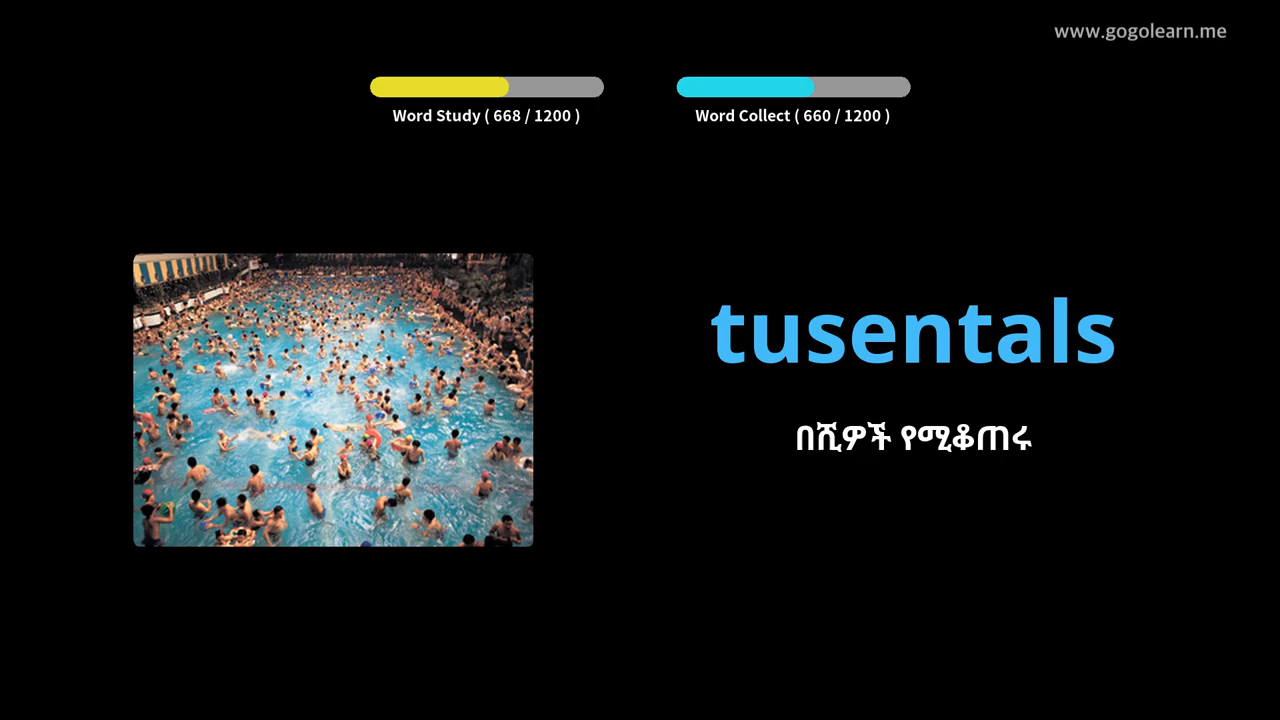 www.gogolearn.me
Word Study ( 668 / 1200 )
Word Collect ( 660 / 1200 )
tusentals
በሺዎች የሚቆጠሩ